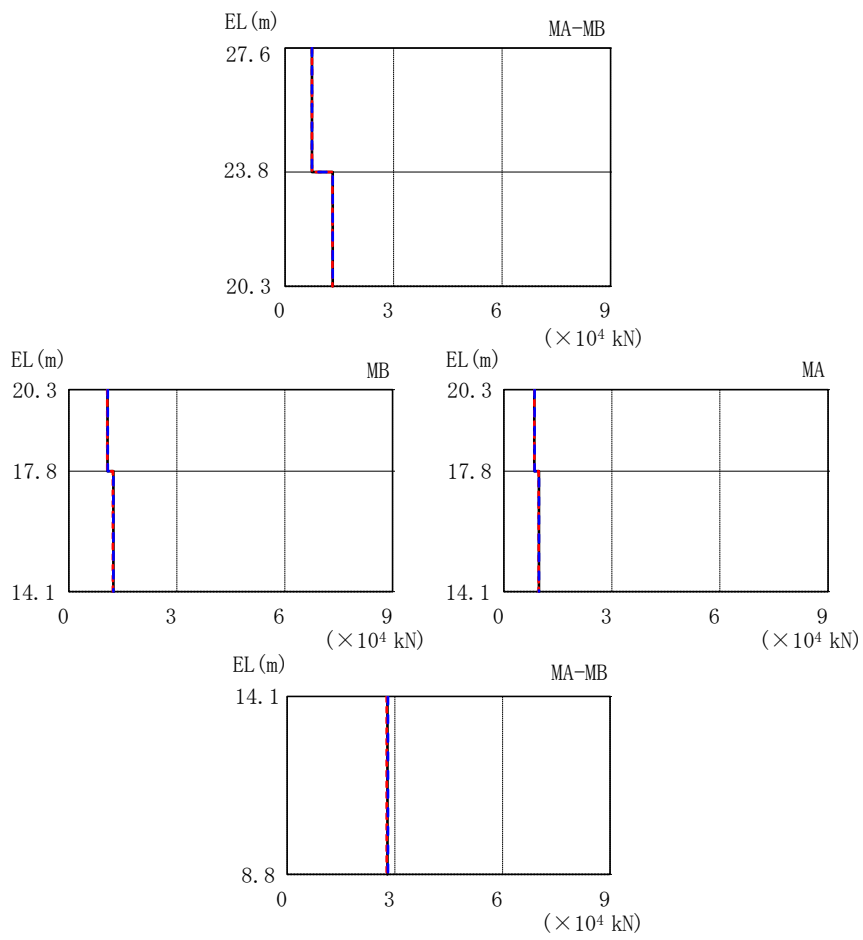 EL(m) MA-MB
27.6
23.8
20.3
0 3 6 9
(×10⁴ kN)
EL(m) MB
20.3
17.8
14.1
0 3 6 9
(×10⁴ kN)
EL(m) MA
20.3
17.8
14.1
0 3 6 9
(×10⁴ kN)
EL(m) MA-MB
14.1
8.8
0 3 6 9
(×10⁴ kN)